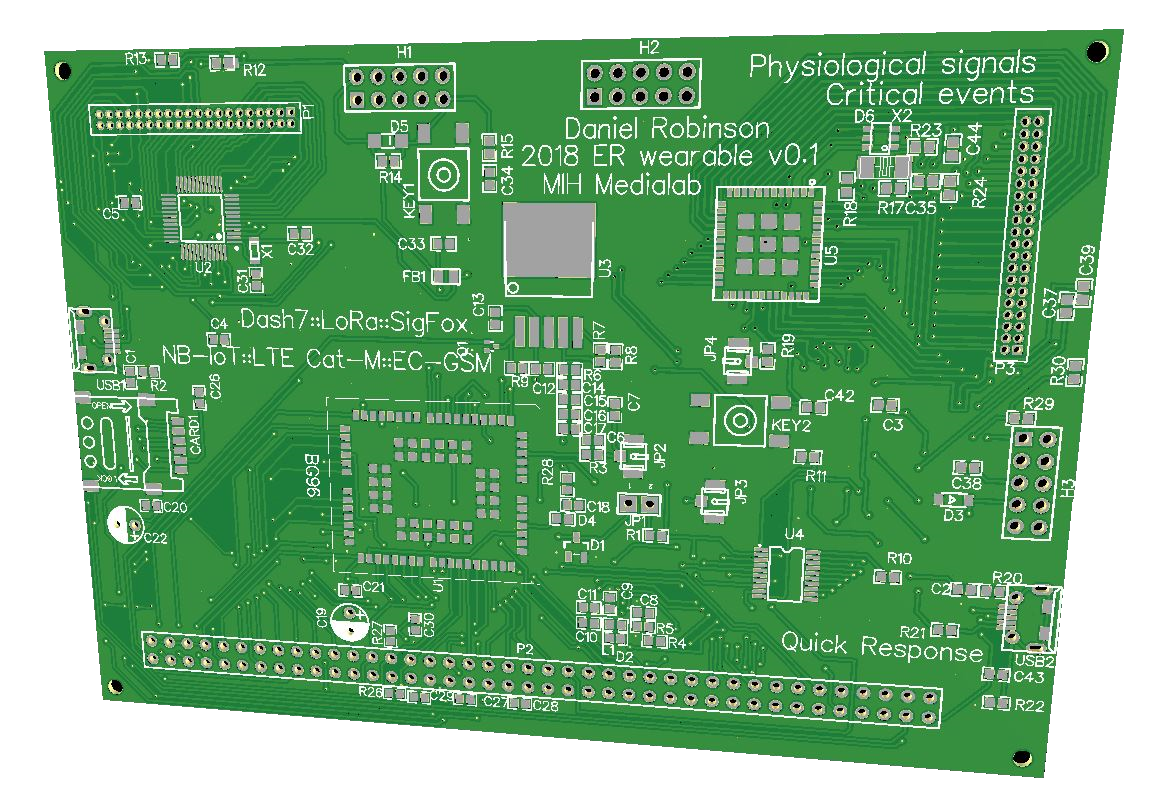 H1
H2
R13
R12
Physiological signals
Critical events
P1
D5
R15
Daniel Robinson
2018 ER wearable v0.1
MIH Medialab
D6
X2
R23
C44
R14
KEY1
C34
R18
R17
C35
R24
C5
U2
X1
C32
C31
C33
FB1
U3
U5
C39
C37
C13
Dash7::LoRa::SigFox
NB-IoT::LTE Cat-M::EC-GSM
C4
Q1
R7
R8
JP4
R19
P3
R30
USB1
C1
R2
C26
R9
C12
R6
C14
C15
C16
C17
C7
C42
C3
R29
OPEN
LOCK
CARD1
KEY2
BG96
R3
C6
JP2
R11
C38
H3
R28
C18
JP1
JP3
D3
C20
C22
D4
D1
R1
U4
R10
C21
U1
C2
R20
C19
R27
C30
C11
C9
C8
C10
R5
R4
D2
R21
Quick Response
USB2
P2
R26
C29
C27
C28
C43
R22